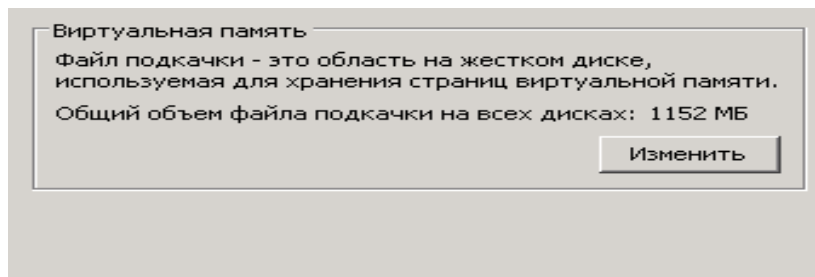 Виртуальная память
Файл подкачки - это область на жестком диске,
используемая для хранения страниц виртуальной памяти.
Общий объем файла подкачки на всех дисках: 1152 МБ
Изменить